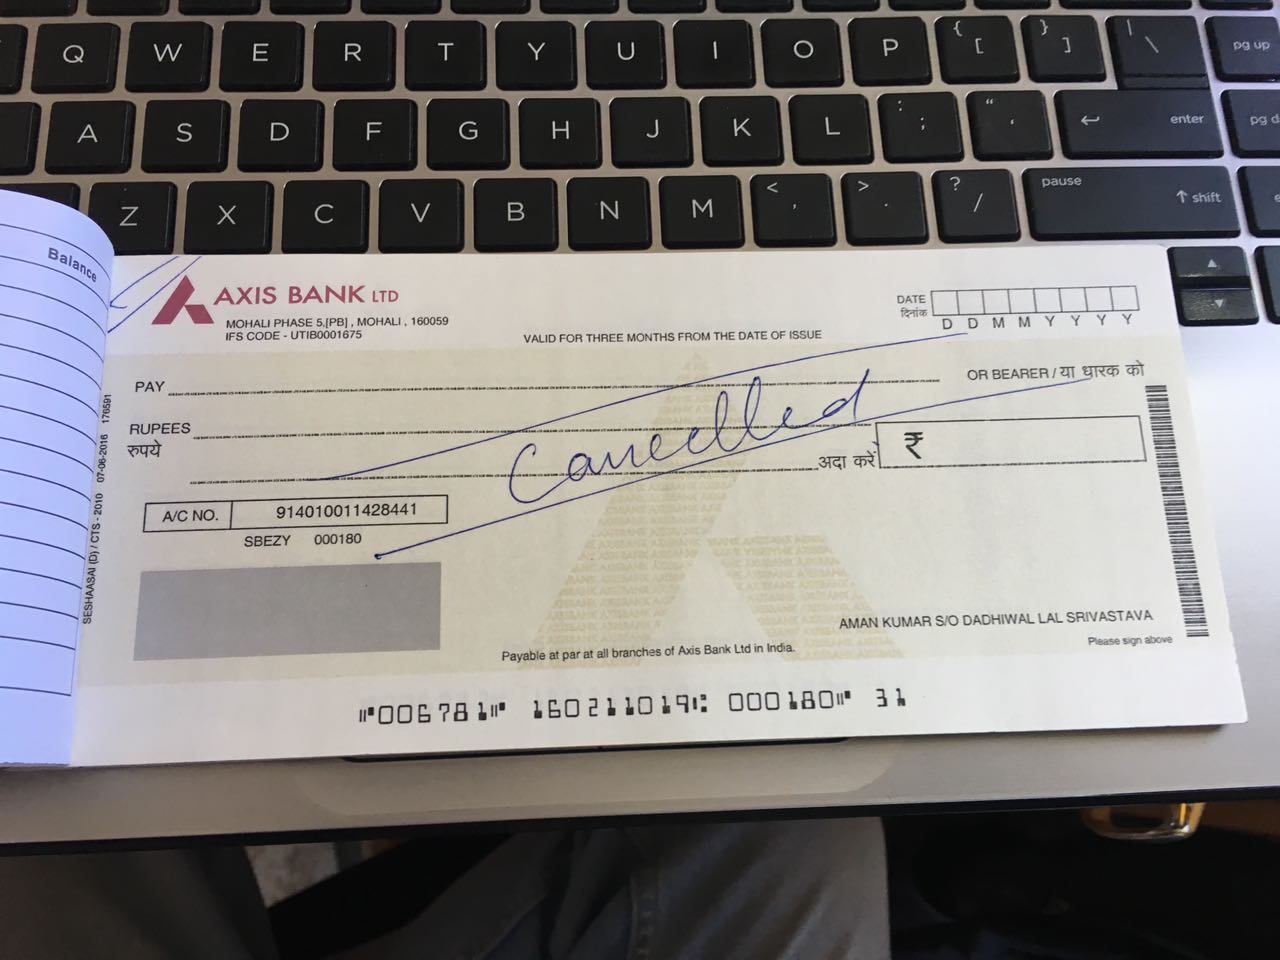 Q W E R T Y U I O P { [ } ] | \ pg up
A S D F G H J K L : ; " ' ← enter pg d
Z X C V B N M < , > . ? / pause ↑ shift
▲
▼
Balance
AXIS BANK LTD
MOHALI PHASE 5,[PB] , MOHALI , 160059
IFS CODE - UTIB0001675
VALID FOR THREE MONTHS FROM THE DATE OF ISSUE
DATE
दिनांक
D D M M Y Y Y Y
PAY
OR BEARER / या धारक को
RUPEES
रुपये
Cancelled
अदा करें ₹
A/C NO. 914010011428441
SBEZY 000180
SESHAASAI (D) / CTS - 2010 07-06-2016 176591
AMAN KUMAR S/O DADHIWAL LAL SRIVASTAVA
Please sign above
Payable at par at all branches of Axis Bank Ltd in India.
⑈006781⑈ 160211019⑆ 000180⑈ 31